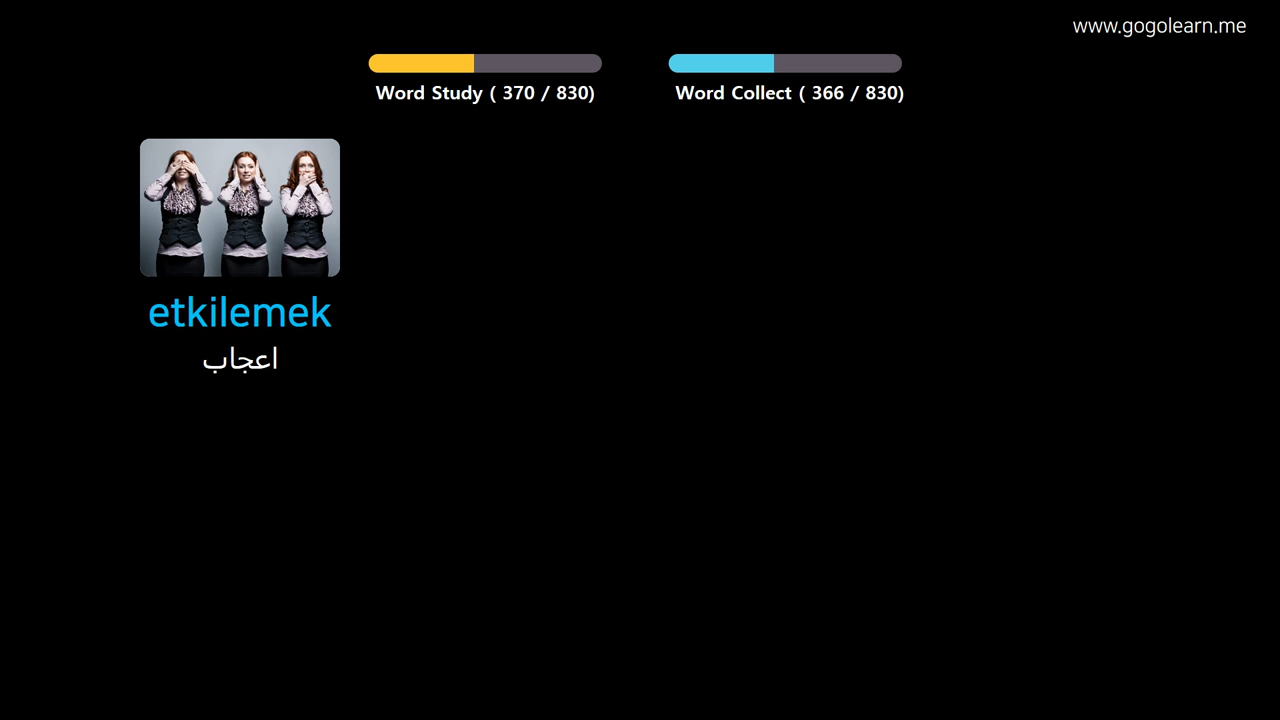 www.gogolearn.me
Word Study ( 370 / 830)
Word Collect ( 366 / 830)
etkilemek
اعجاب